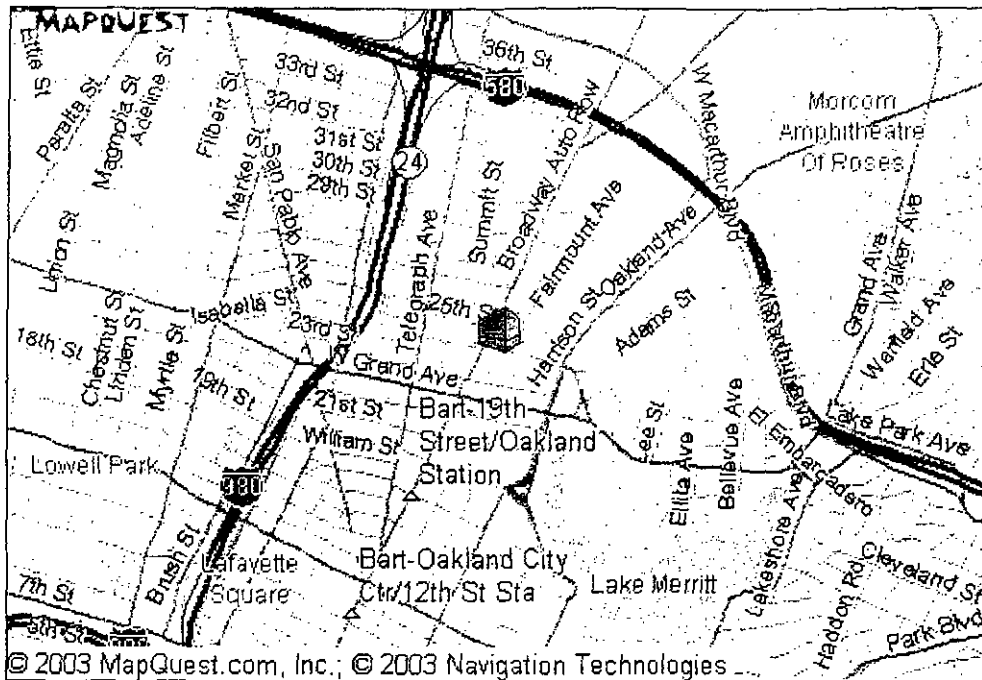 MAPQUEST
Ettie St
Peralta St
Magnolia St
Adeline St
Filbert St
Market St
San Pablo Ave
33rd St
32nd St
31st St
30th St
29th St
24
36th St
580
Summit St
Broadway Auto Row
Fairmount Ave
W Macarthur Blvd
Morcom
Amphitheatre
Of Roses
Linden St
Isabella St
23rd
Telegraph Ave
25th St
Harrison St
Oakland Ave
Adams St
Macarthur Blvd
Grand Ave
Walker Ave
Warfield Ave
Erie St
18th St
Chestnut St
Linden St
Myrtle St
19th St
Grand Ave
21st St
William St
Bart-19th
Street/Oakland
Station
Lee St
Ellita Ave
Bellevue Ave
El Embarcadero
Lake Park Ave
Lowell Park
980
Brush St
Lafayette
Square
Bart-Oakland City
Ctr/12th St Sta
Lake Merritt
Lakeshore Ave
Haddon Rd
Cleveland St
Park Blvd
7th St
5th St
© 2003 MapQuest.com, Inc.; © 2003 Navigation Technologies